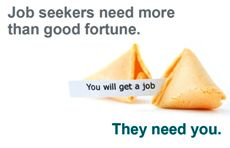 Job seekers need more
than good fortune.
You will get a job
They need you.